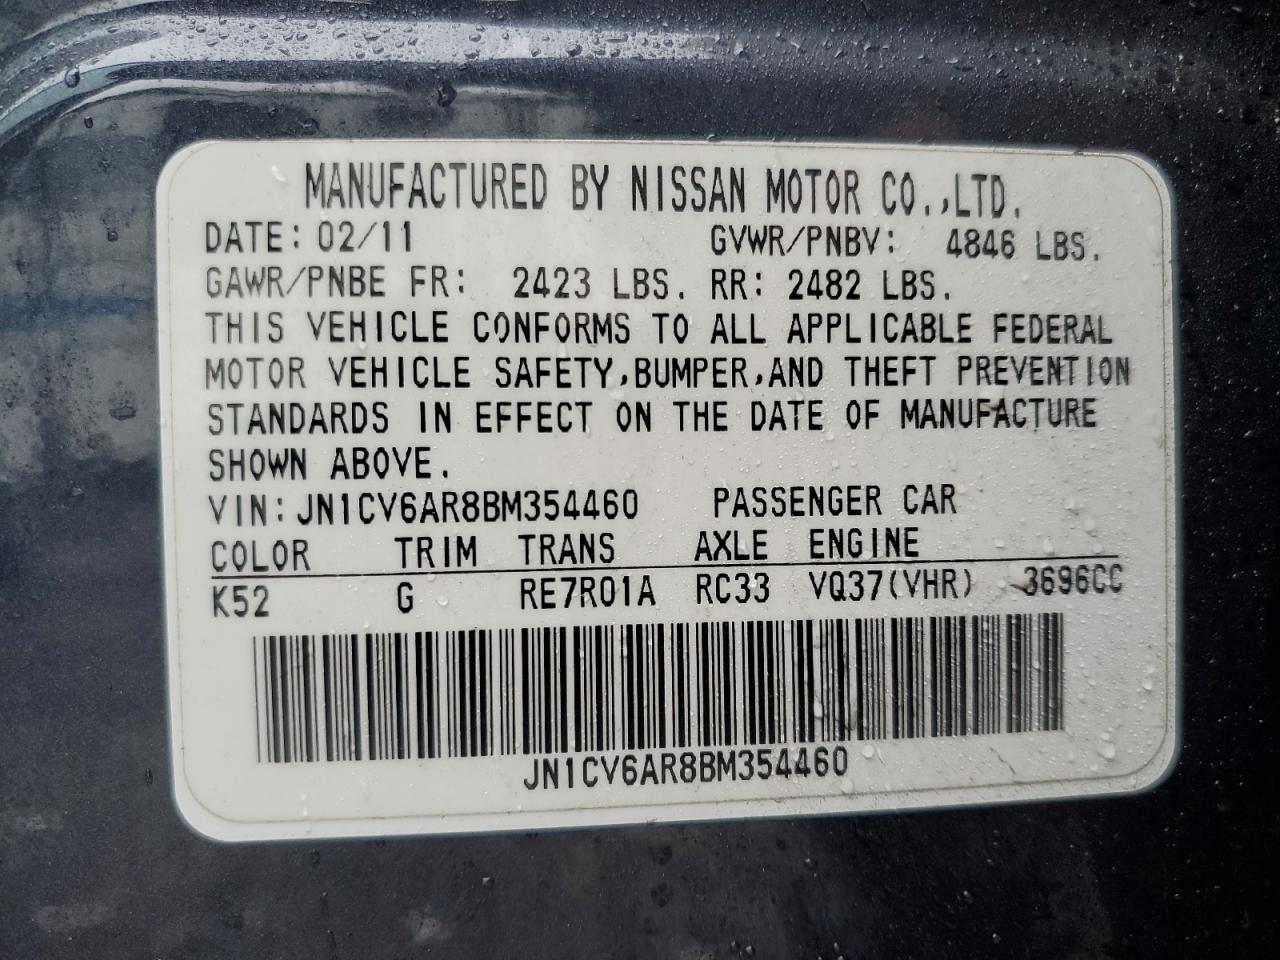 MANUFACTURED BY NISSAN MOTOR CO.,LTD.
DATE: 02/11 GVWR/PNBV: 4846 LBS.
GAWR/PNBE FR: 2423 LBS. RR: 2482 LBS.
THIS VEHICLE CONFORMS TO ALL APPLICABLE FEDERAL
MOTOR VEHICLE SAFETY,BUMPER,AND THEFT PREVENTION
STANDARDS IN EFFECT ON THE DATE OF MANUFACTURE
SHOWN ABOVE.
VIN:JN1CV6AR8BM354460 PASSENGER CAR
COLOR TRIM TRANS AXLE ENGINE
K52 G RE7R01A RC33 VQ37(VHR) 3696CC
JN1CV6AR8BM354460